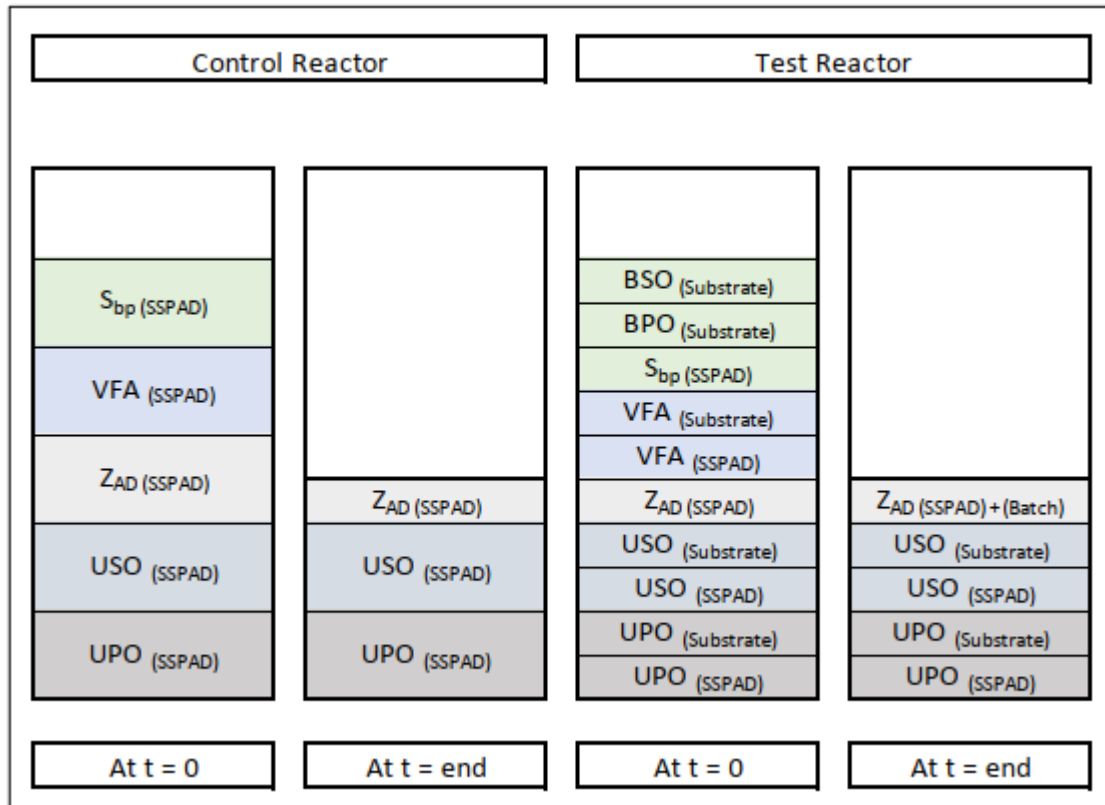 Control Reactor
Test Reactor
S_bp (SSPAD)
VFA (SSPAD)
Z_AD (SSPAD)
USO (SSPAD)
UPO (SSPAD)
Z_AD (SSPAD)
USO (SSPAD)
UPO (SSPAD)
BSO (Substrate)
BPO (Substrate)
S_bp (SSPAD)
VFA (Substrate)
VFA (SSPAD)
Z_AD (SSPAD)
USO (Substrate)
USO (SSPAD)
UPO (Substrate)
UPO (SSPAD)
Z_AD (SSPAD) + (Batch)
USO (Substrate)
USO (SSPAD)
UPO (Substrate)
UPO (SSPAD)
At t = 0
At t = end
At t = 0
At t = end